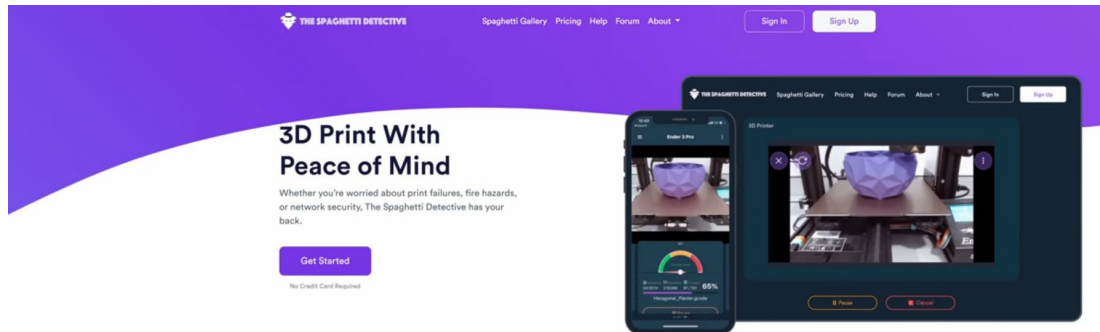 THE SPAGHETTI DETECTIVE
Spaghetti Gallery Pricing Help Forum About
Sign In
Sign Up
3D Print With
Peace of Mind
Whether you're worried about print failures, fire hazards,
or network security, The Spaghetti Detective has your
back.
Get Started
No Credit Card Required
Ender 3 Pro
65%
Hexagonal_Planter.gcode
THE SPAGHETTI DETECTIVE Spaghetti Gallery Pricing Help Forum About
Sign In
Sign Up
3D Printer
Pause
Cancel